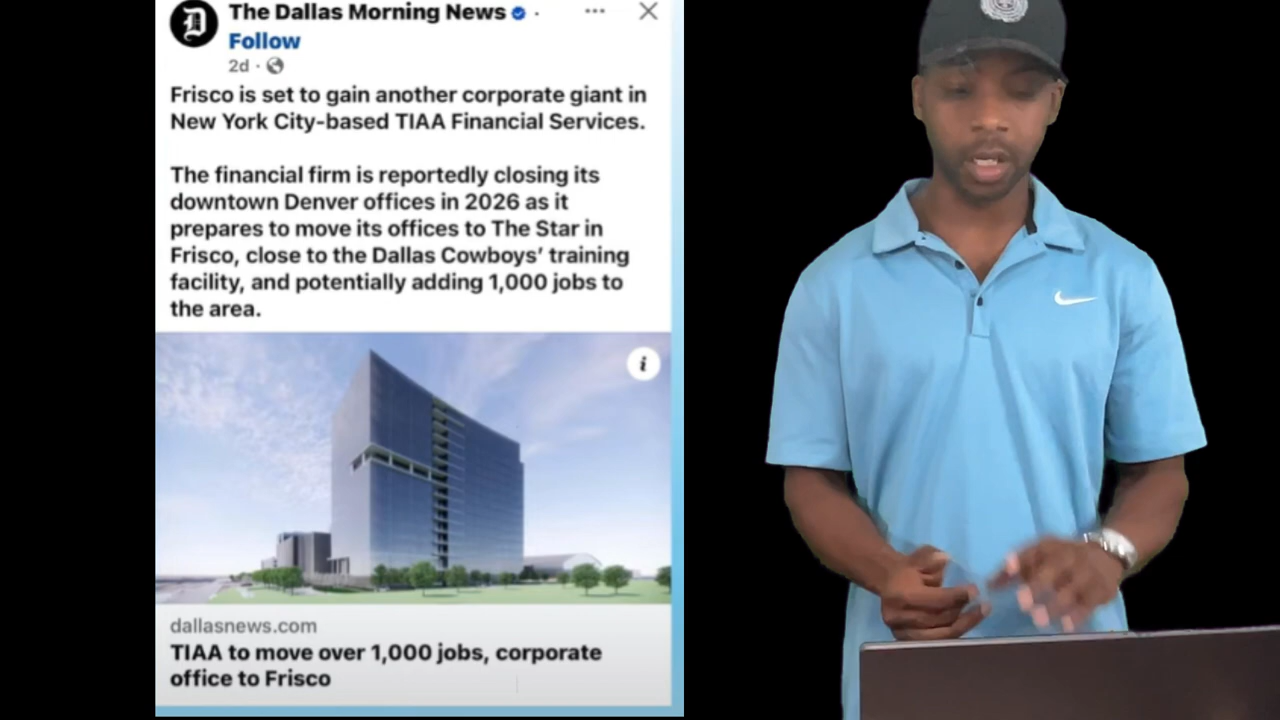 The Dallas Morning News
Follow
2d ·
Frisco is set to gain another corporate giant in
New York City-based TIAA Financial Services.
The financial firm is reportedly closing its
downtown Denver offices in 2026 as it
prepares to move its offices to The Star in
Frisco, close to the Dallas Cowboys’ training
facility, and potentially adding 1,000 jobs to
the area.
dallasnews.com
TIAA to move over 1,000 jobs, corporate
office to Frisco